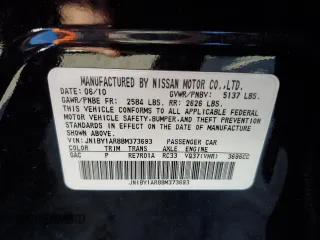 MANUFACTURED BY NISSAN MOTOR CO.,LTD.
DATE: 06/10 GVWR/PNBV: 5137 LBS.
GAWR/PNBE FR: 2584 LBS. RR: 2626 LBS.
THIS VEHICLE CONFORMS TO ALL APPLICABLE
FEDERAL MOTOR VEHICLE SAFETY,BUMPER,AND THEFT
PREVENTION STANDARDS IN EFFECT ON THE DATE OF MANUFACTURE
SHOWN ABOVE.
VIN:JN1BY1AR8BM373693 PASSENGER CAR
COLOR TRIM TRANS MODEL ENGINE
GAC P RE7R01A RC33 VQ37(VHR) 3696CC
JN1BY1AR8BM373693